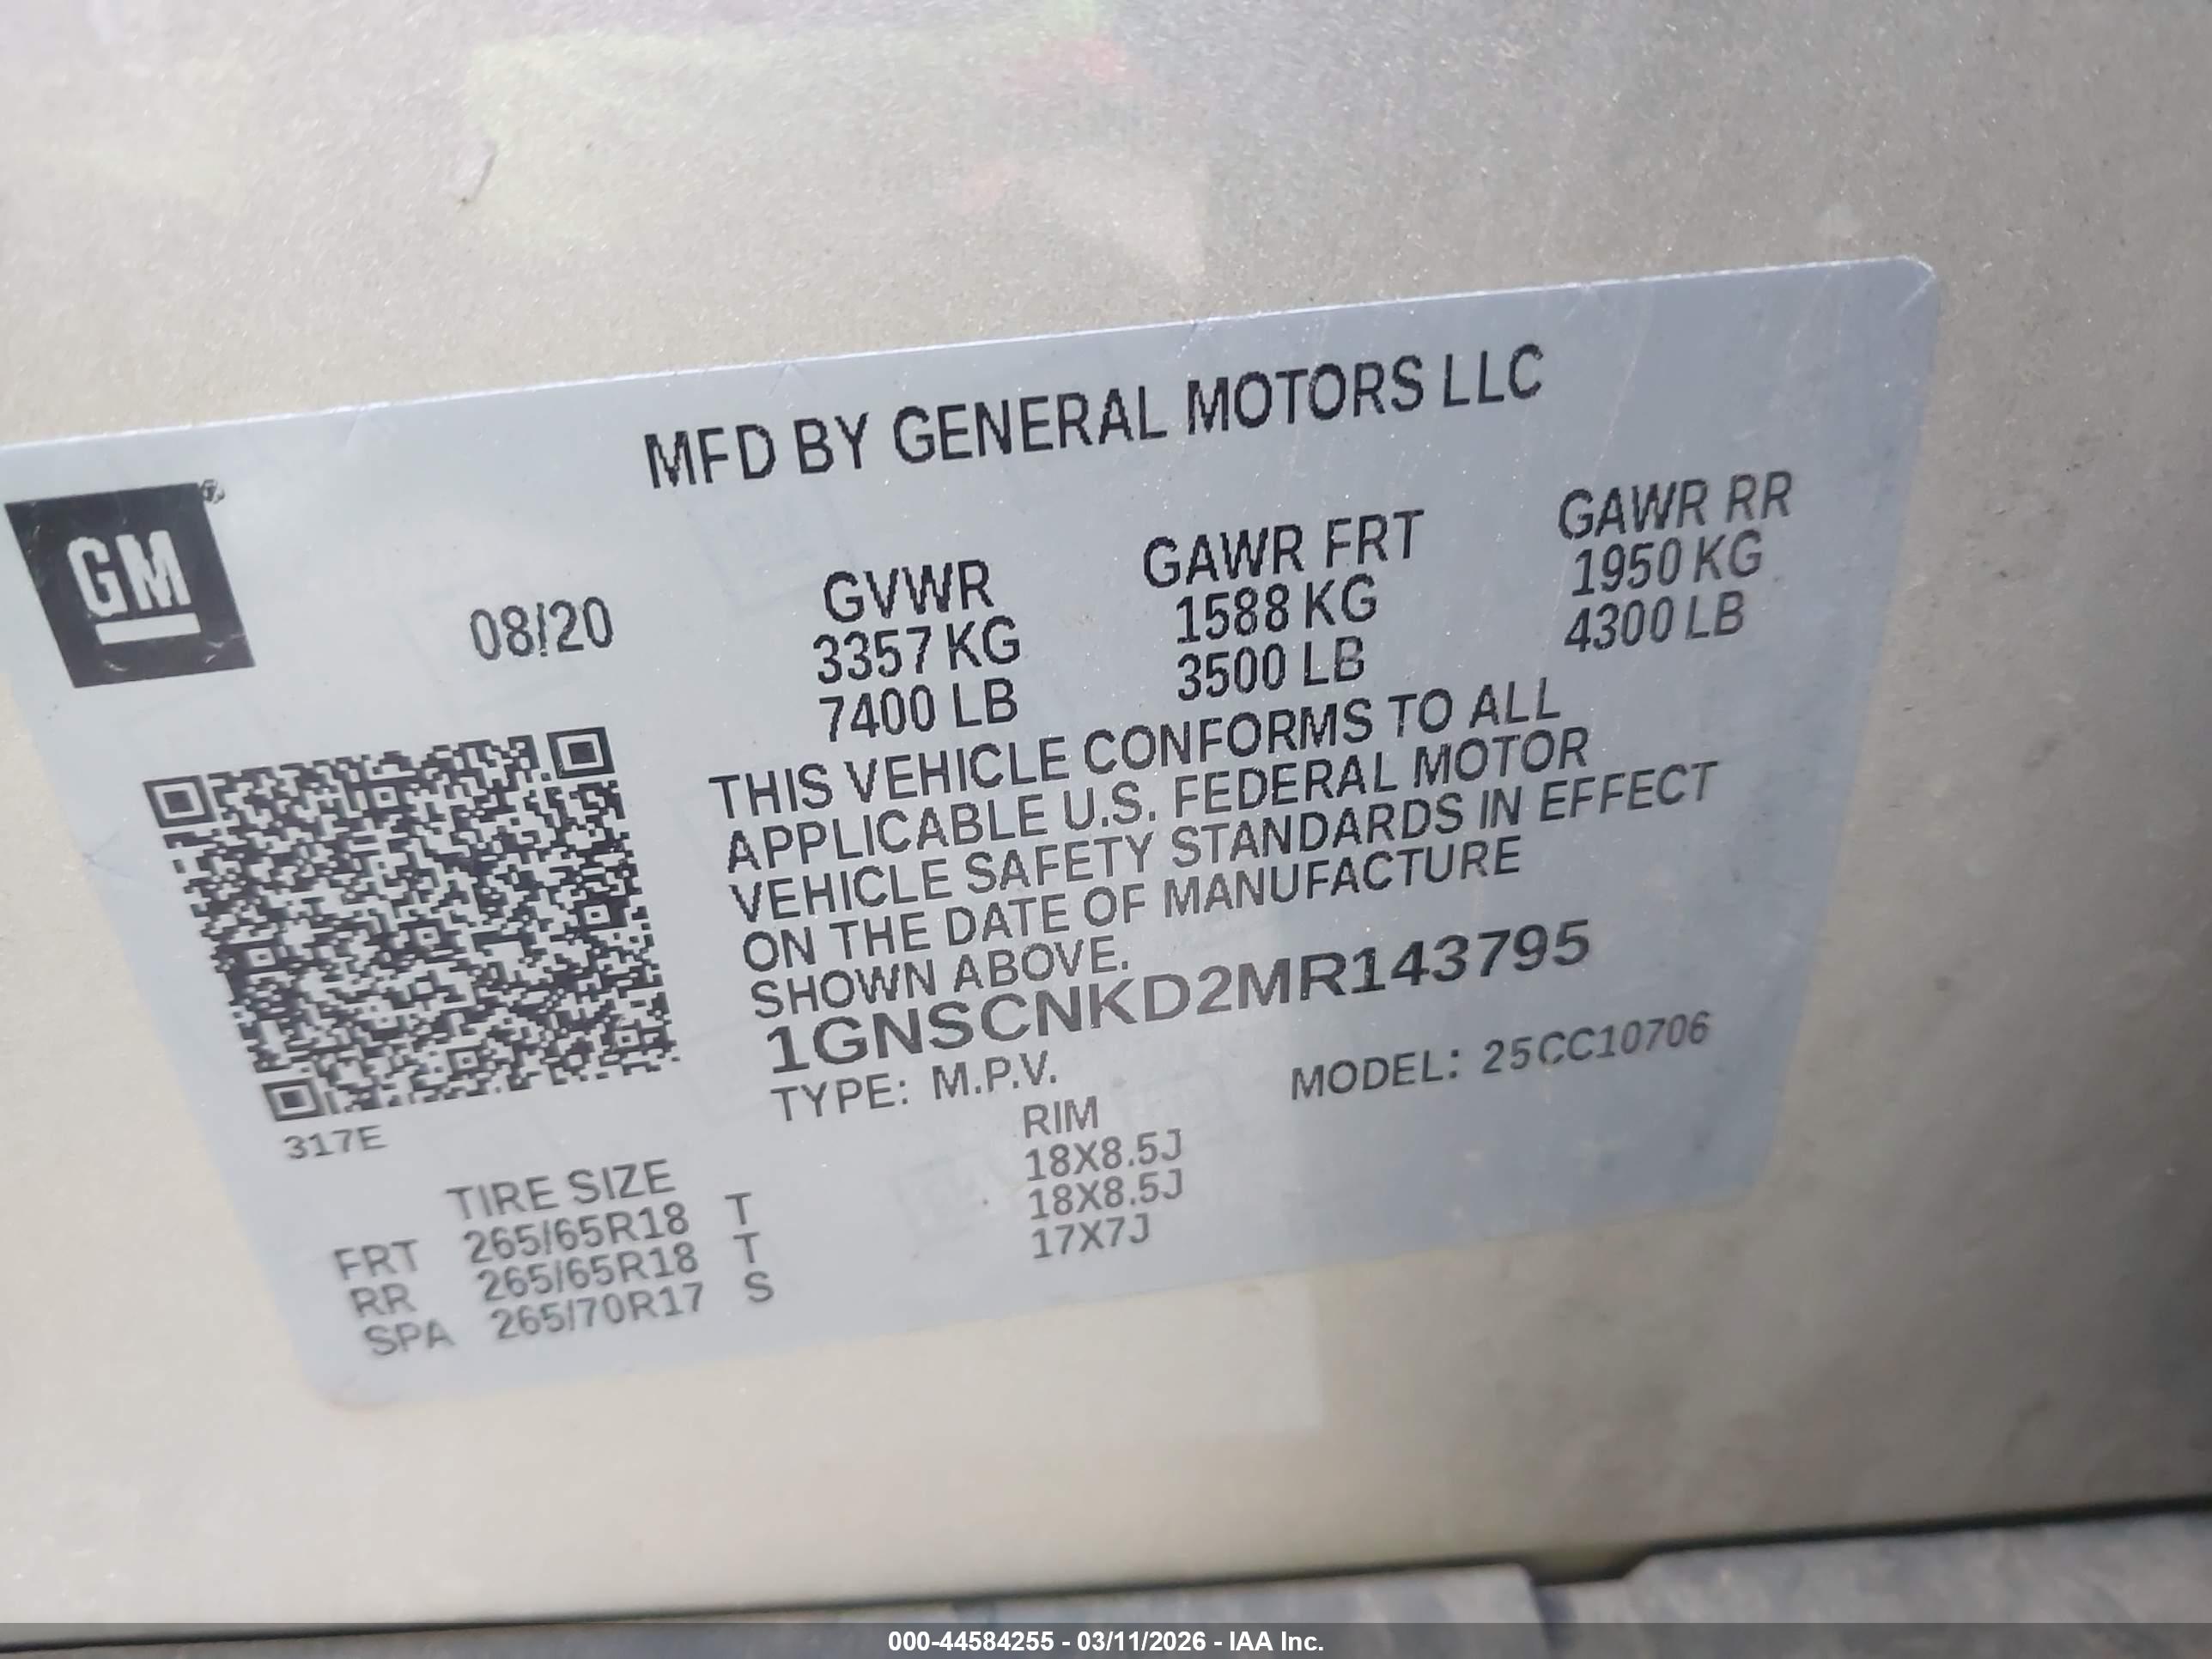 MFD BY GENERAL MOTORS LLC
GM®
08/20
GVWR GAWR FRT GAWR RR
3357 KG 1588 KG 1950 KG
7400 LB 3500 LB 4300 LB
THIS VEHICLE CONFORMS TO ALL
APPLICABLE U.S. FEDERAL MOTOR
VEHICLE SAFETY STANDARDS IN EFFECT
ON THE DATE OF MANUFACTURE
SHOWN ABOVE.
1GNSCNKD2MR143795
TYPE: M.P.V. MODEL: 25CC10706
317E
TIRE SIZE RIM
FRT 265/65R18 T 18X8.5J
RR 265/65R18 T 18X8.5J
SPA 265/70R17 S 17X7J
000-44584255 - 03/11/2026 - IAA Inc.